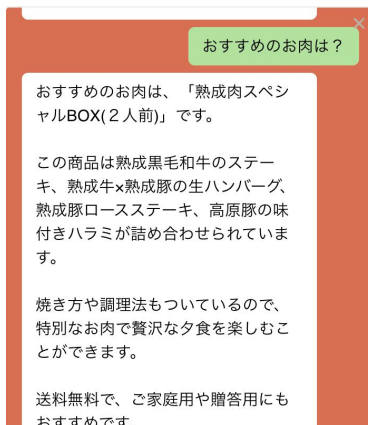 おすすめのお肉は？
おすすめのお肉は、「熟成肉スペシ
ャルBOX(２人前)」です。
この商品は熟成黒毛和牛のステー
キ、熟成牛×熟成豚の生ハンバーグ、
熟成豚ロースステーキ、高原豚の味
付きハラミが詰め合わせられていま
す。
焼き方や調理法もついているので、
特別なお肉で贅沢な夕食を楽しむこ
とができます。
送料無料で、ご家庭用や贈答用にも
おすすめです